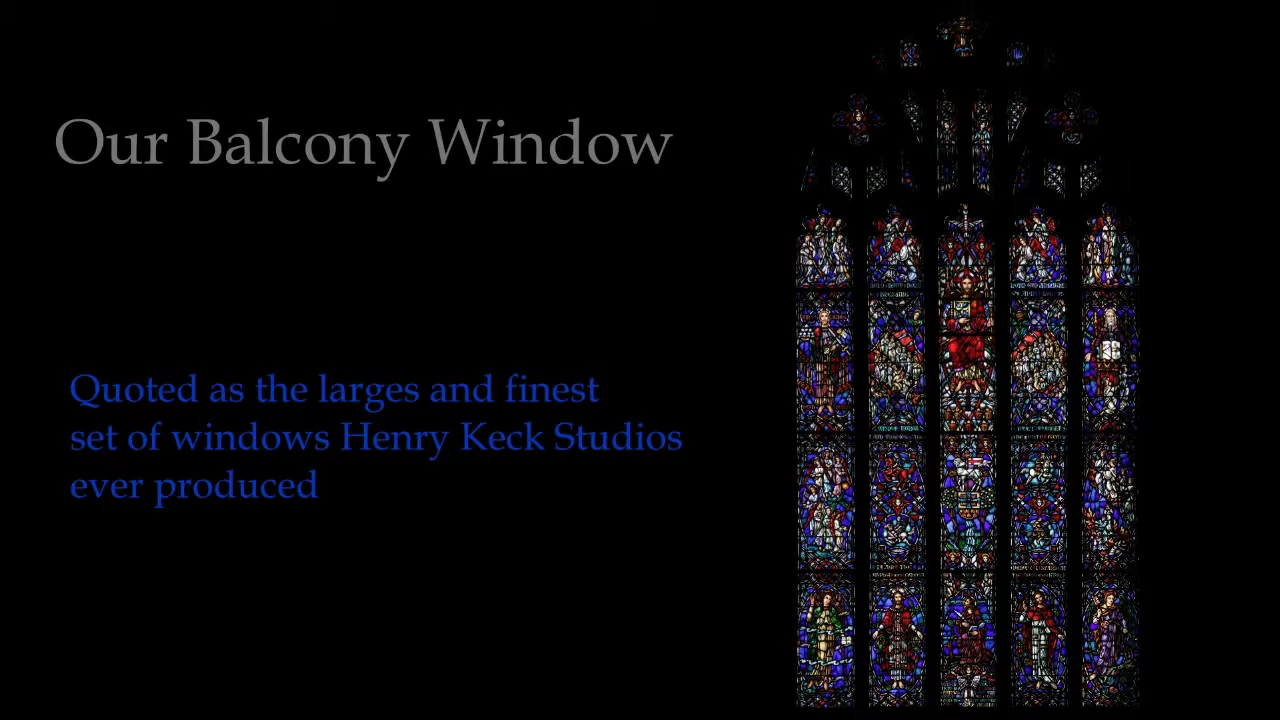 Our Balcony Window
Quoted as the larges and finest
set of windows Henry Keck Studios
ever produced